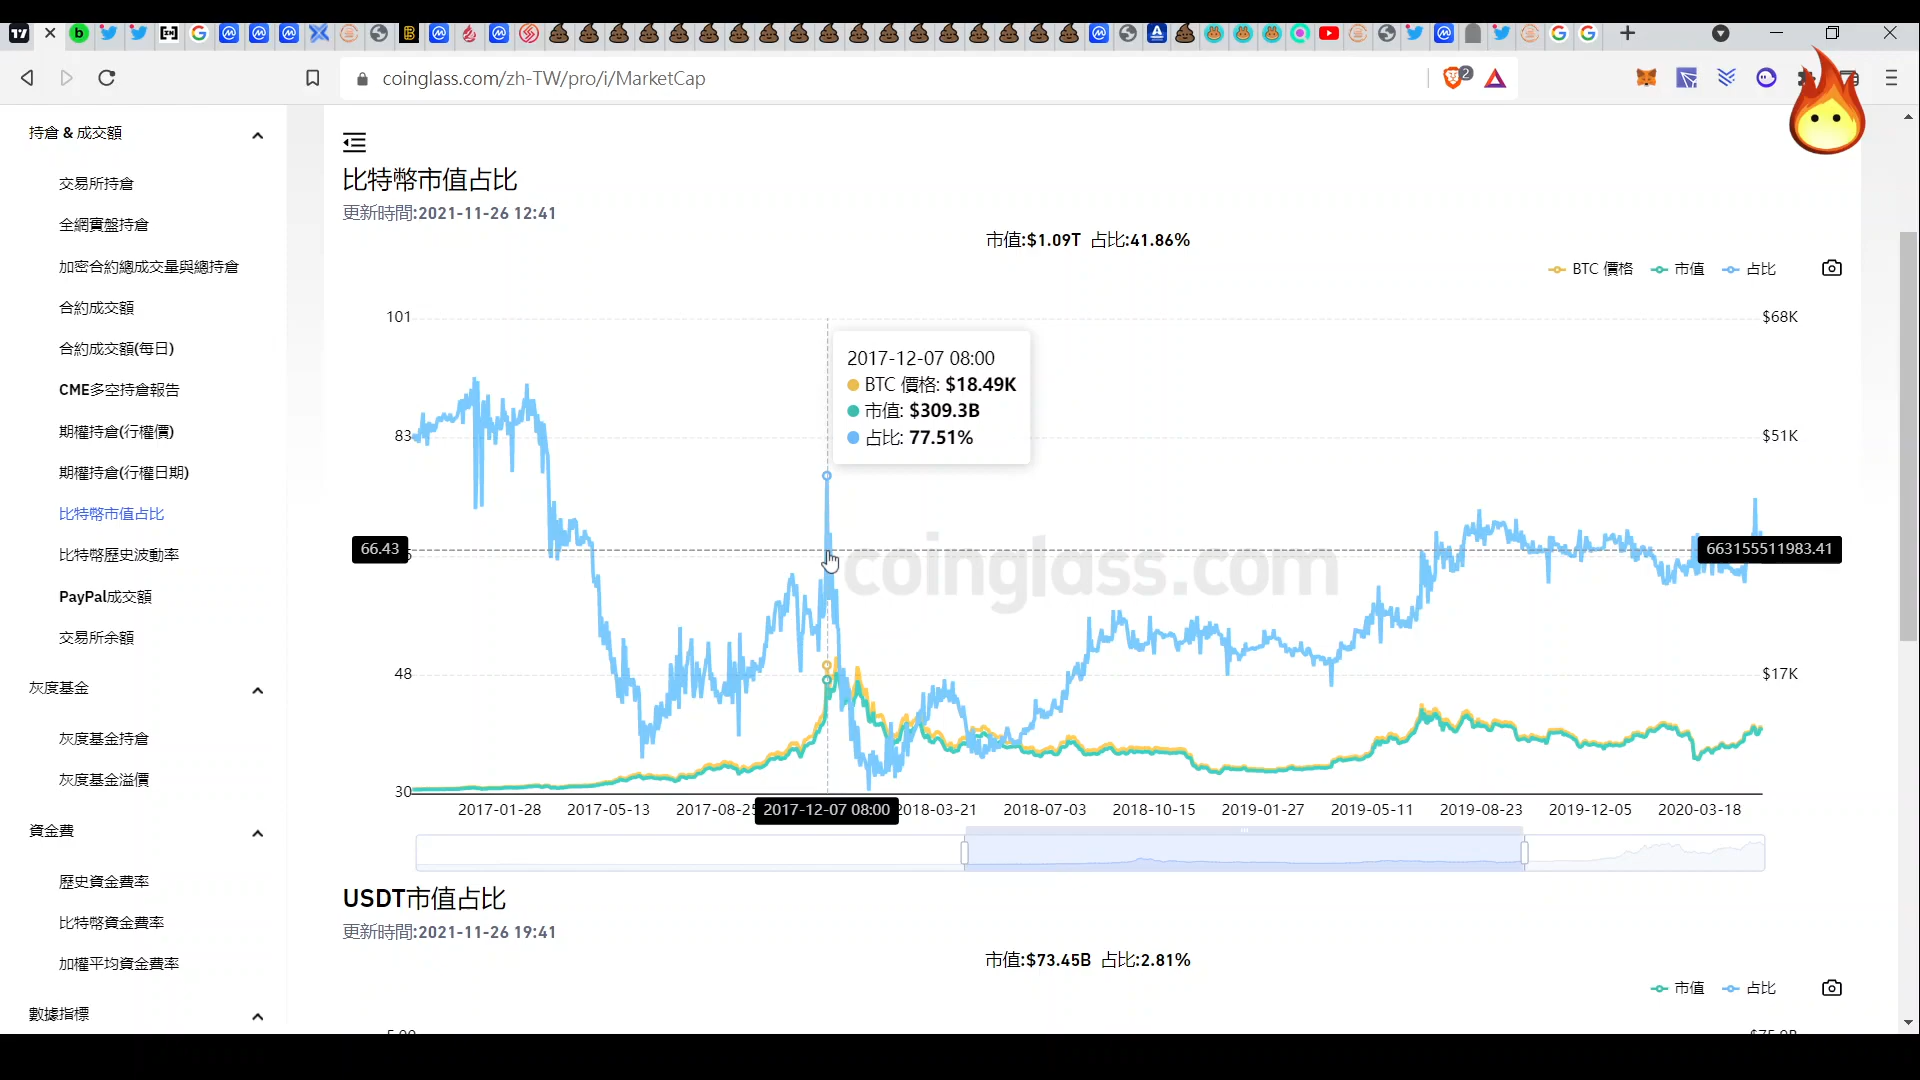 coinglass.com/zh-TW/pro/i/MarketCap
2
持倉 & 成交額
交易所持倉
全網實盤持倉
加密合約總成交量與總持倉
合約成交額
合約成交額(每日)
CME多空持倉報告
期權持倉(行權價)
期權持倉(行權日期)
比特幣市值占比
比特幣歷史波動率
PayPal成交額
交易所余額
灰度基金
灰度基金持倉
灰度基金溢價
資金費
歷史資金費率
比特幣資金費率
加權平均資金費率
數據指標
比特幣市值占比
更新時間:2021-11-26 12:41
市值:$1.09T 占比:41.86%
BTC 價格 市值 占比
101 $68K
2017-12-07 08:00
BTC 價格: $18.49K
市值: $309.3B
占比: 77.51%
83 $51K
66.43 663155511983.41
coinglass.com
48 $17K
30
2017-01-28 2017-05-13 2017-08-25 2017-12-07 08:00 2018-03-21 2018-07-03 2018-10-15 2019-01-27 2019-05-11 2019-08-23 2019-12-05 2020-03-18
USDT市值占比
更新時間:2021-11-26 19:41
市值:$73.45B 占比:2.81%
市值 占比